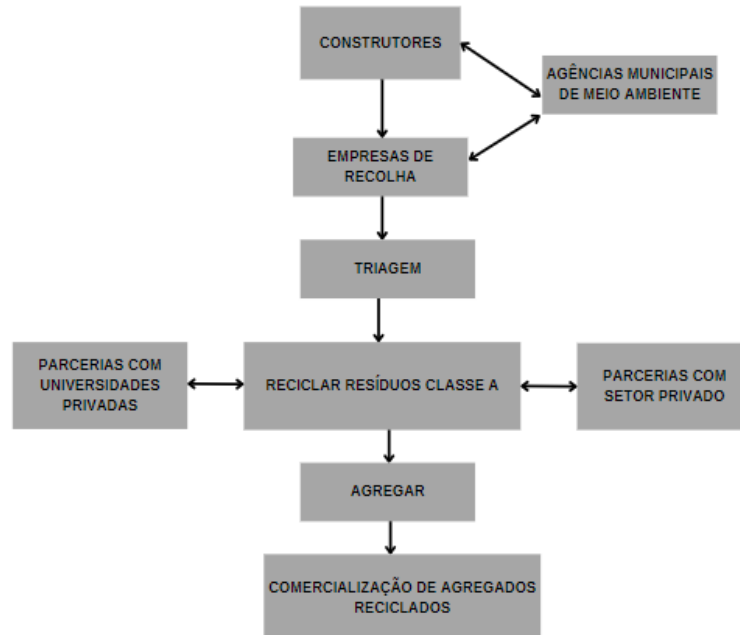 CONSTRUTORES
AGÊNCIAS MUNICIPAIS
DE MEIO AMBIENTE
EMPRESAS DE
RECOLHA
TRIAGEM
PARCERIAS COM
UNIVERSIDADES
PRIVADAS
RECICLAR RESÍDUOS CLASSE A
PARCERIAS COM
SETOR PRIVADO
AGREGAR
COMERCIALIZAÇÃO DE AGREGADOS
RECICLADOS